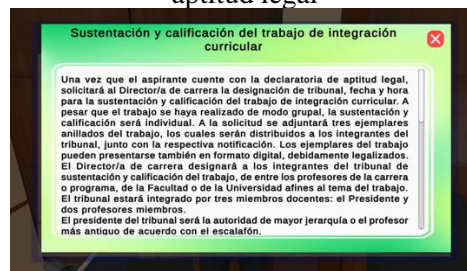 aptitud legal
Sustentación y calificación del trabajo de integración
curricular
Una vez que el aspirante cuente con la declaratoria de aptitud legal,
solicitará al Director/a de carrera la designación de tribunal, fecha y hora
para la sustentación y calificación del trabajo de integración curricular. A
pesar que el trabajo se haya realizado de modo grupal, la sustentación y
calificación será individual. A la solicitud se adjuntará tres ejemplares
anillados del trabajo, los cuales serán distribuidos a los integrantes del
tribunal, junto con la respectiva notificación. Los ejemplares del trabajo
pueden presentarse también en formato digital, debidamente legalizados.
El Director/a de carrera designará a los integrantes del tribunal de
sustentación y calificación del trabajo, de entre los profesores de la carrera
o programa, de la Facultad o de la Universidad afines al tema del trabajo.
El tribunal estará integrado por tres miembros docentes: el Presidente y
dos profesores miembros.
El presidente del tribunal será la autoridad de mayor jerarquía o el profesor
más antiguo de acuerdo con el escalafón.